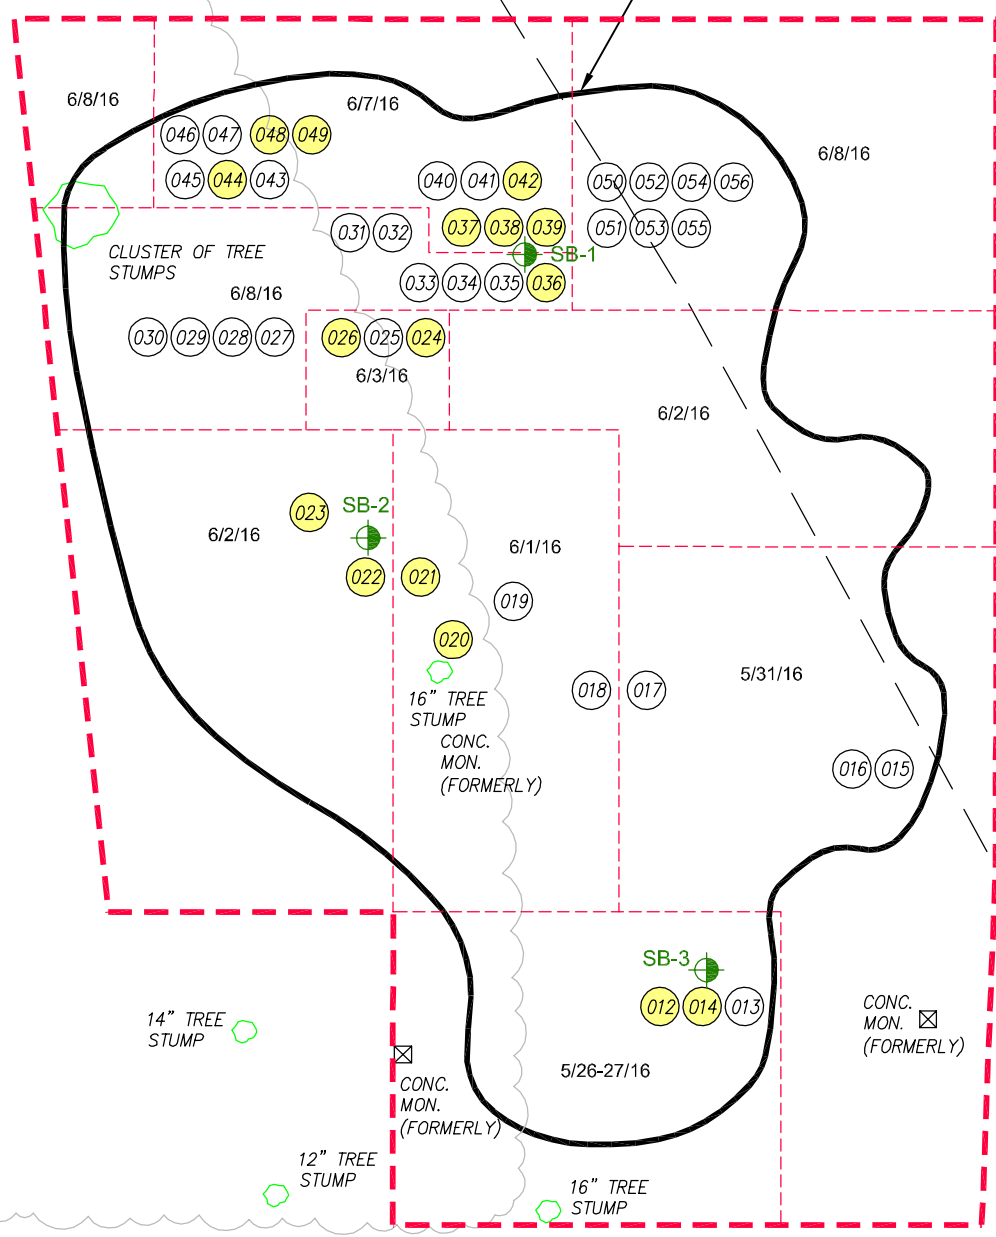 6/8/16
6/7/16
6/8/16
046 047 048 049
045 044 043
040 041 042
050 052 054 056
037 038 039
051 053 055
031 032
CLUSTER OF TREE
STUMPS
SB-1
033 034 035 036
6/8/16
030 029 028 027
026 025 024
6/3/16
6/2/16
023
SB-2
6/2/16
6/1/16
022
021
019
020
5/31/16
018
017
16" TREE
STUMP
CONC.
MON.
(FORMERLY)
016 015
SB-3
012 014 013
CONC.
MON.
(FORMERLY)
14" TREE
STUMP
5/26-27/16
CONC.
MON.
(FORMERLY)
12" TREE
STUMP
16" TREE
STUMP